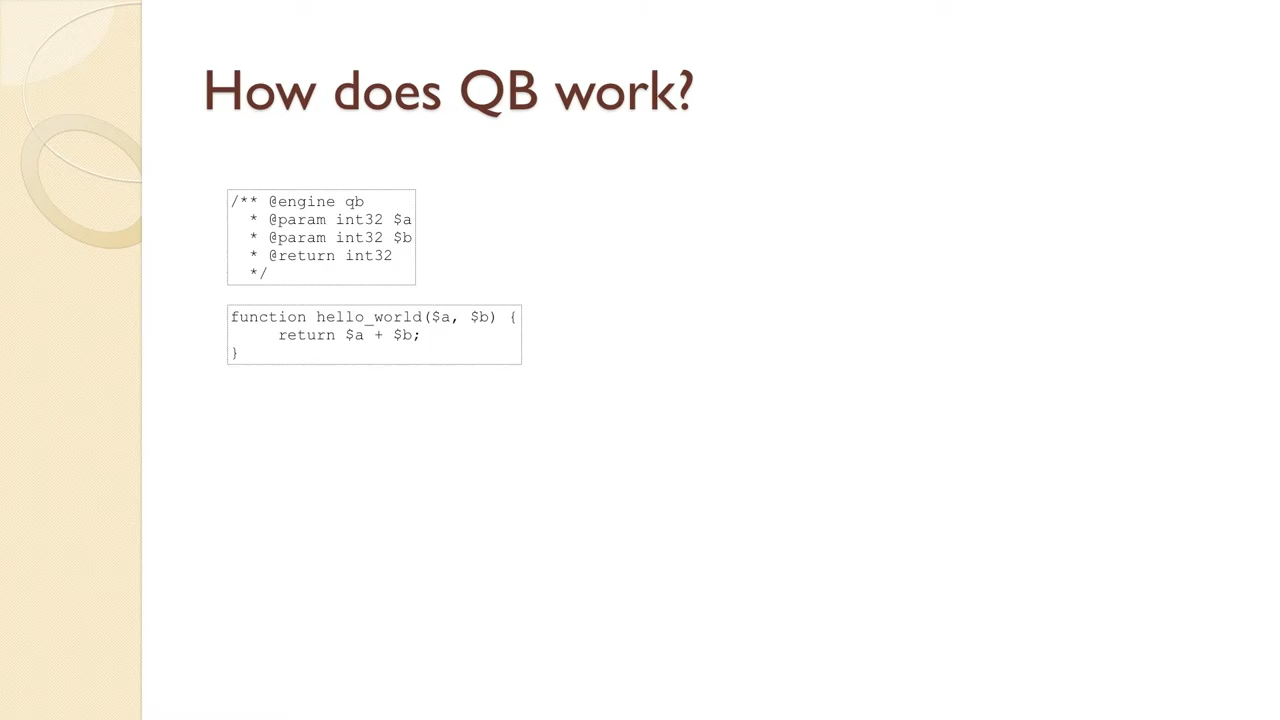 How does QB work?
/** @engine qb
  * @param int32 $a
  * @param int32 $b
  * @return int32
  */
function hello_world($a, $b) {
     return $a + $b;
}